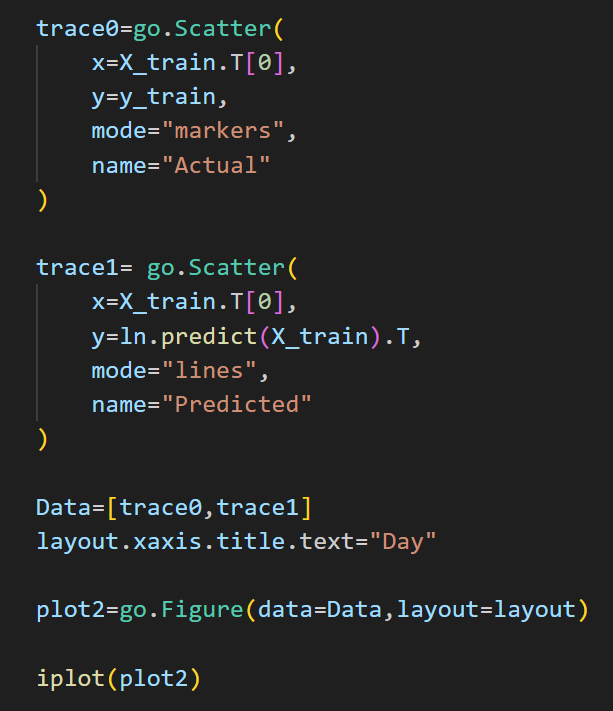 trace0=go.Scatter(
    x=X_train.T[0],
    y=y_train,
    mode="markers",
    name="Actual"
)
trace1= go.Scatter(
    x=X_train.T[0],
    y=ln.predict(X_train).T,
    mode="lines",
    name="Predicted"
)
Data=[trace0,trace1]
layout.xaxis.title.text="Day"
plot2=go.Figure(data=Data,layout=layout)
iplot(plot2)